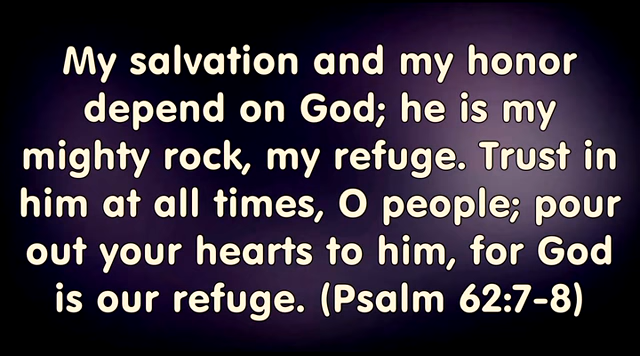 My salvation and my honor
depend on God; he is my
mighty rock, my refuge. Trust in
him at all times, O people; pour
out your hearts to him, for God
is our refuge. (Psalm 62:7-8)